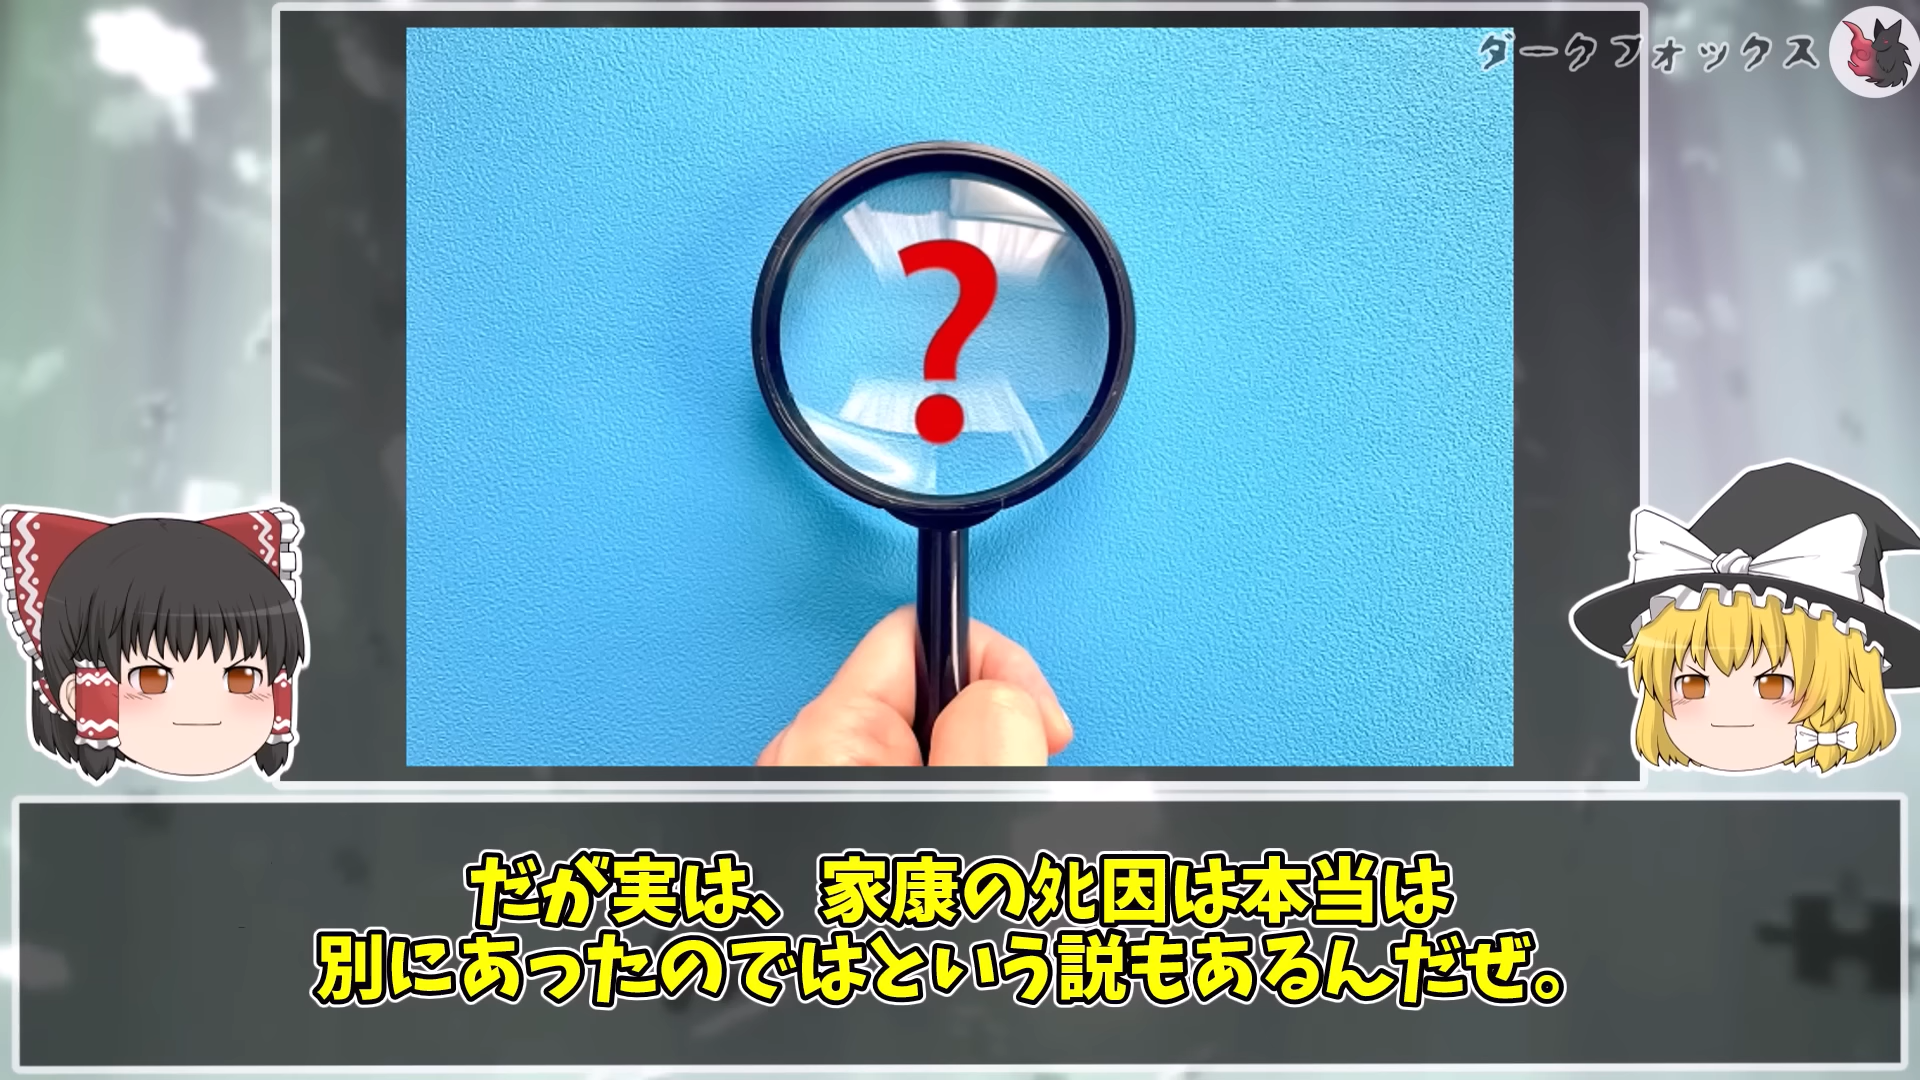 ダークフォックス
?
だが実は、家康のﾀﾋ因は本当は
別にあったのではという説もあるんだぜ。